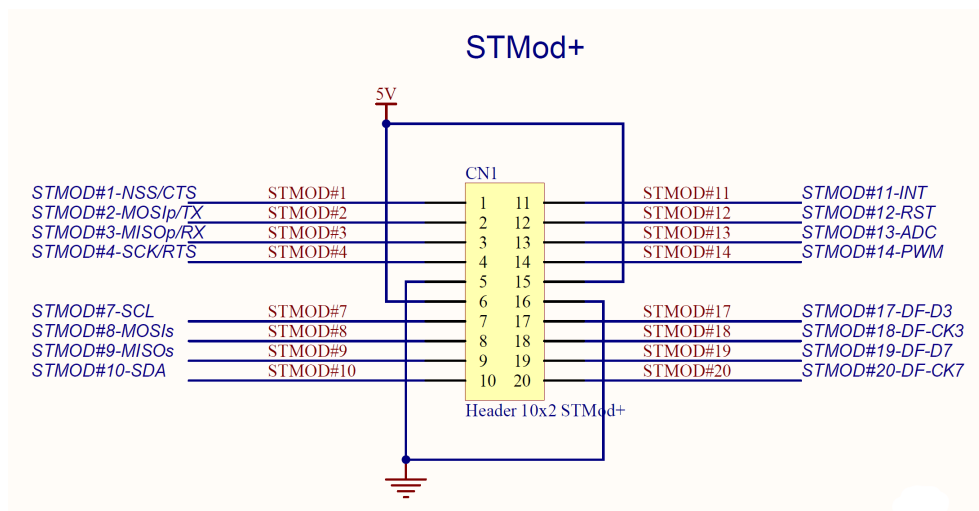 STMod+
5V
CN1
STMOD#1-NSS/CTS STMOD#1 1 11 STMOD#11 STMOD#11-INT
STMOD#2-MOSIp/TX STMOD#2 2 12 STMOD#12 STMOD#12-RST
STMOD#3-MISOp/RX STMOD#3 3 13 STMOD#13 STMOD#13-ADC
STMOD#4-SCK/RTS STMOD#4 4 14 STMOD#14 STMOD#14-PWM
5 15
6 16
STMOD#7-SCL STMOD#7 7 17 STMOD#17 STMOD#17-DF-D3
STMOD#8-MOSIs STMOD#8 8 18 STMOD#18 STMOD#18-DF-CK3
STMOD#9-MISOs STMOD#9 9 19 STMOD#19 STMOD#19-DF-D7
STMOD#10-SDA STMOD#10 10 20 STMOD#20 STMOD#20-DF-CK7
Header 10x2 STMod+